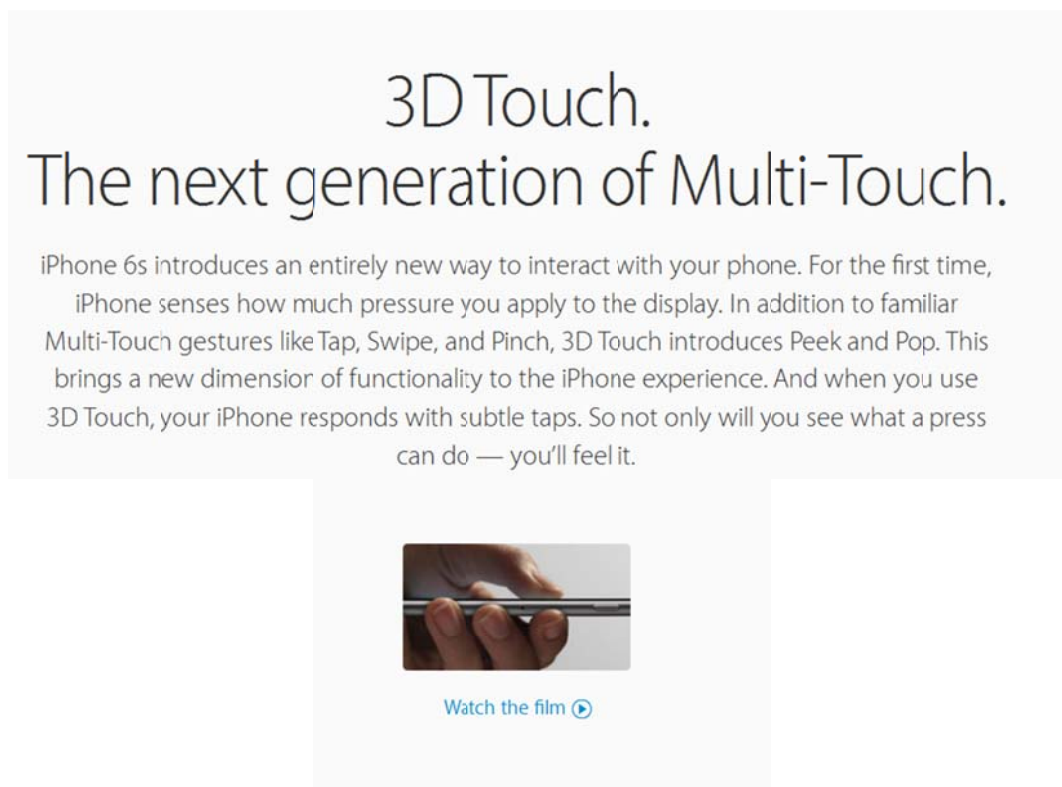 3D Touch.
The next generation of Multi-Touch.
iPhone 6s introduces an entirely new way to interact with your phone. For the first time,
iPhone senses how much pressure you apply to the display. In addition to familiar
Multi-Touch gestures like Tap, Swipe, and Pinch, 3D Touch introduces Peek and Pop. This
brings a new dimension of functionality to the iPhone experience. And when you use
3D Touch, your iPhone responds with subtle taps. So not only will you see what a press
can do — you'll feel it.
Watch the film